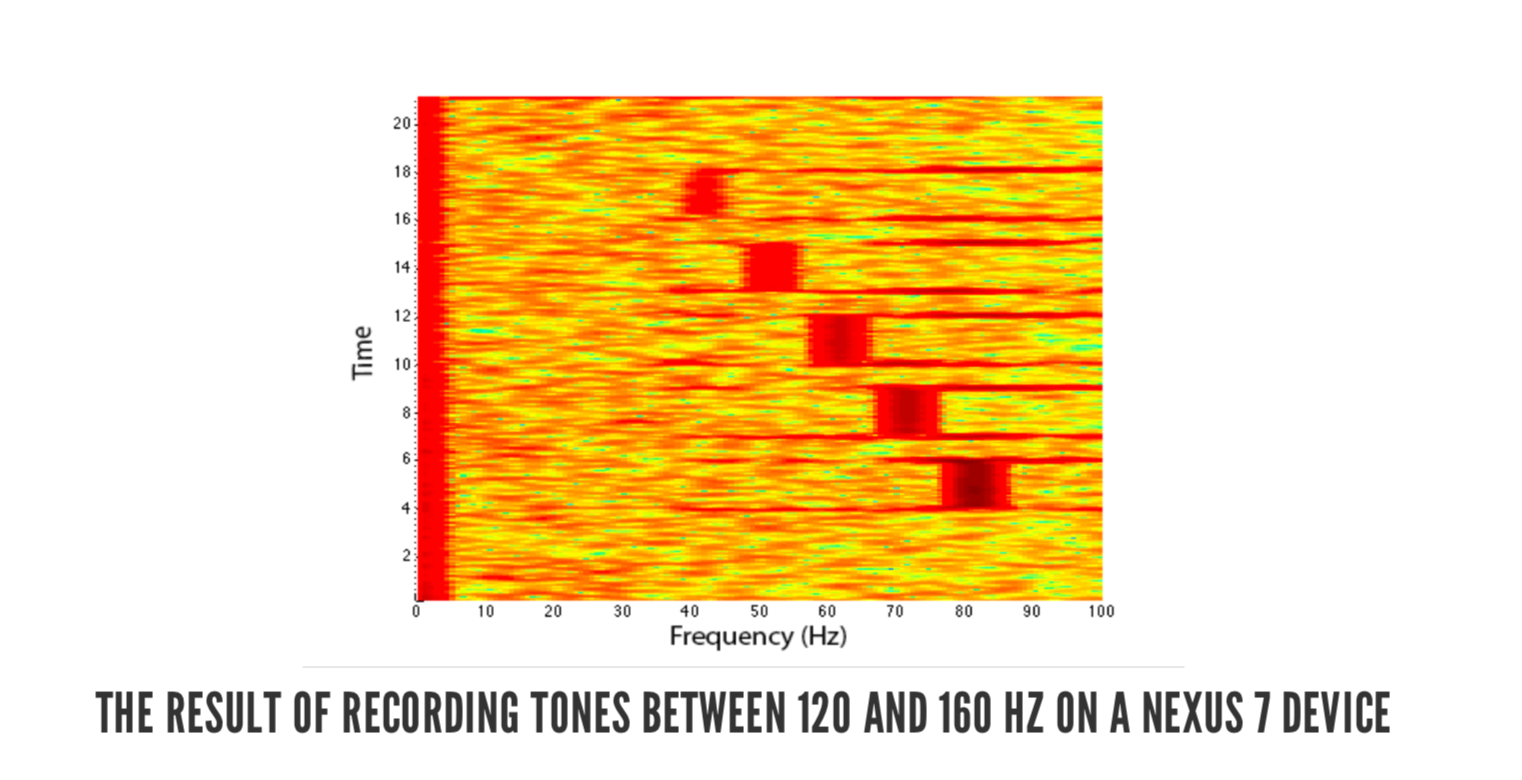 20
18
16
14
12
10
8
6
4
2
Time
0 10 20 30 40 50 60 70 80 90 100
Frequency (Hz)
THE RESULT OF RECORDING TONES BETWEEN 120 AND 160 HZ ON A NEXUS 7 DEVICE